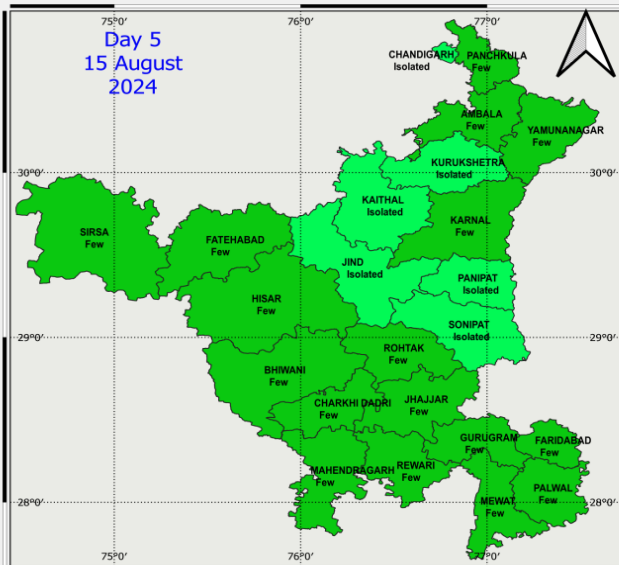 75°0'
76°0'
77°0'
Day 5
15 August
2024
CHANDIGARH
Isolated
PANCHKULA
Few
AMBALA
Few
YAMUNANAGAR
Few
KURUKSHETRA
Isolated
30°0'
30°0'
KAITHAL
Isolated
KARNAL
Few
SIRSA
Few
FATEHABAD
Few
JIND
Isolated
PANIPAT
Isolated
HISAR
Few
SONIPAT
Isolated
29°0'
29°0'
ROHTAK
Few
BHIWANI
Few
CHARKHI DADRI
Few
JHAJJAR
Few
GURUGRAM
Few
FARIDABAD
Few
MAHENDRAGARH
Few
REWARI
Few
PALWAL
Few
MEWAT
Few
28°0'
28°0'
75°0'
76°0'
77°0'